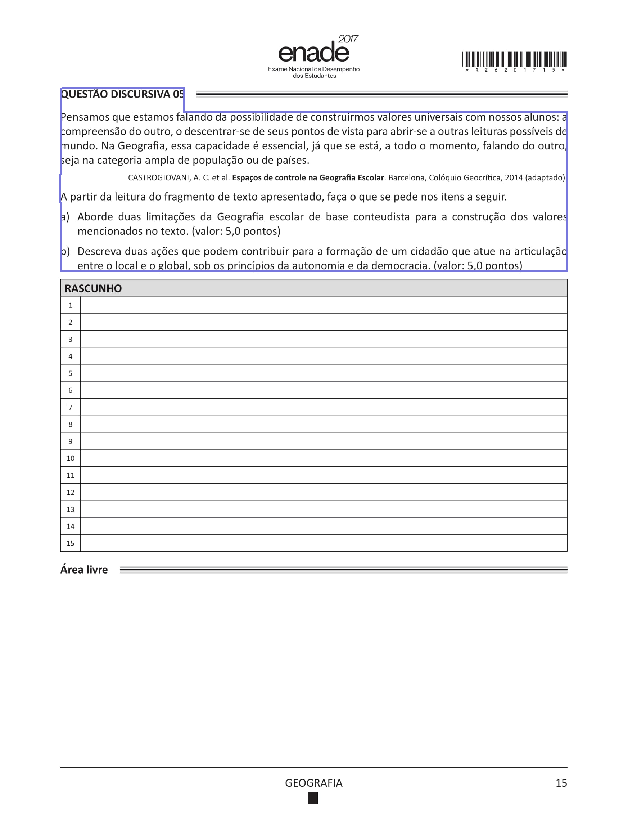 enade 2017
Exame Nacional de Desempenho
dos Estudantes
QUESTÃO DISCURSIVA 05
Pensamos que estamos falando da possibilidade de construirmos valores universais com nossos alunos: a
compreensão do outro, o descentrar-se de seus pontos de vista para abrir-se a outras leituras possíveis do
mundo. Na Geografia, essa capacidade é essencial, já que se está, a todo o momento, falando do outro,
seja na categoria ampla de população ou de países.
CASTROGIOVANI, A. C. et al. Espaços de controle na Geografia Escolar. Barcelona, Colóquio Geocrítica, 2014 (adaptado).
A partir da leitura do fragmento de texto apresentado, faça o que se pede nos itens a seguir.
a) Aborde duas limitações da Geografia escolar de base conteudista para a construção dos valores
mencionados no texto. (valor: 5,0 pontos)
b) Descreva duas ações que podem contribuir para a formação de um cidadão que atue na articulação
entre o local e o global, sob os princípios da autonomia e da democracia. (valor: 5,0 pontos)
RASCUNHO
1
2
3
4
5
6
7
8
9
10
11
12
13
14
15
Área livre
GEOGRAFIA
15